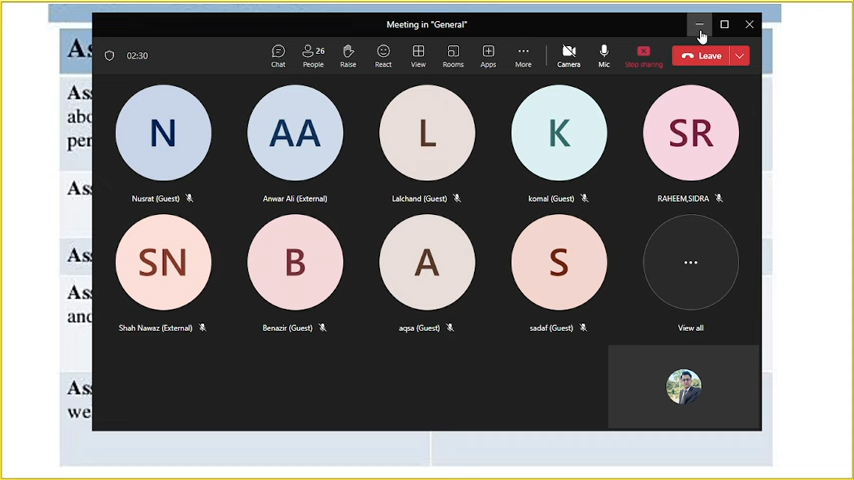 Meeting in "General"
02:30
Chat
26
People
Raise
React
View
Rooms
Apps
More
Camera
Mic
Stop sharing
Leave
N
AA
L
K
SR
Nusrat (Guest)
Anwar Ali (External)
Lalchand (Guest)
komal (Guest)
RAHEEM,SIDRA
SN
B
A
S
...
Shah Nawaz (External)
Benazir (Guest)
aqsa (Guest)
sadaf (Guest)
View all